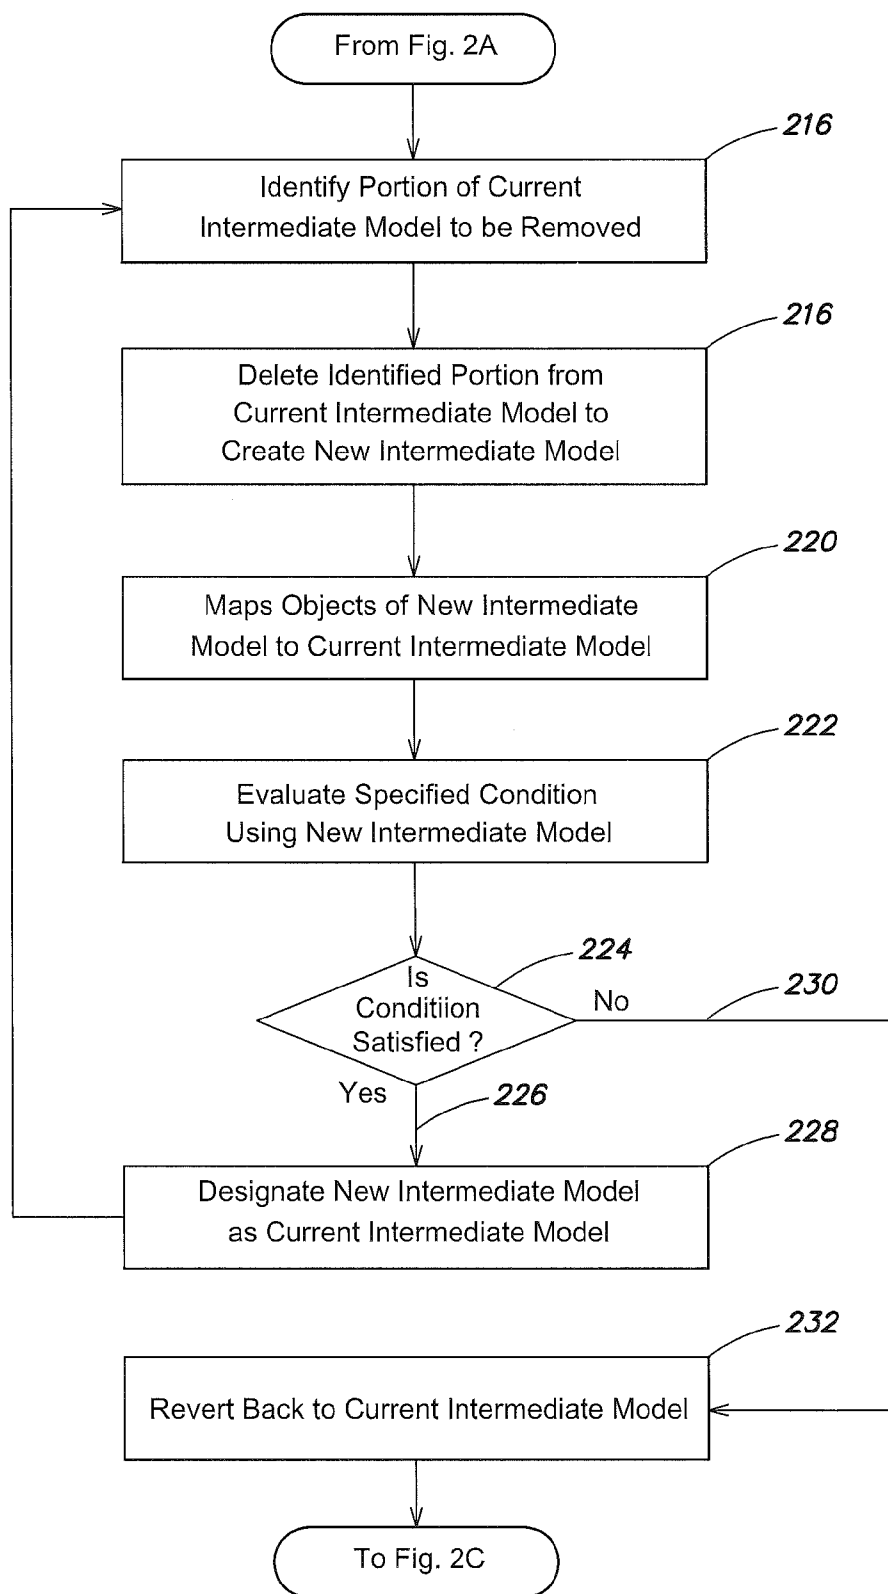 From Fig. 2A
216
Identify Portion of Current
Intermediate Model to be Removed
216
Delete Identified Portion from
Current Intermediate Model to
Create New Intermediate Model
220
Maps Objects of New Intermediate
Model to Current Intermediate Model
222
Evaluate Specified Condition
Using New Intermediate Model
224
Is
Conditiion
Satisfied ?
No
230
Yes
226
228
Designate New Intermediate Model
as Current Intermediate Model
232
Revert Back to Current Intermediate Model
To Fig. 2C